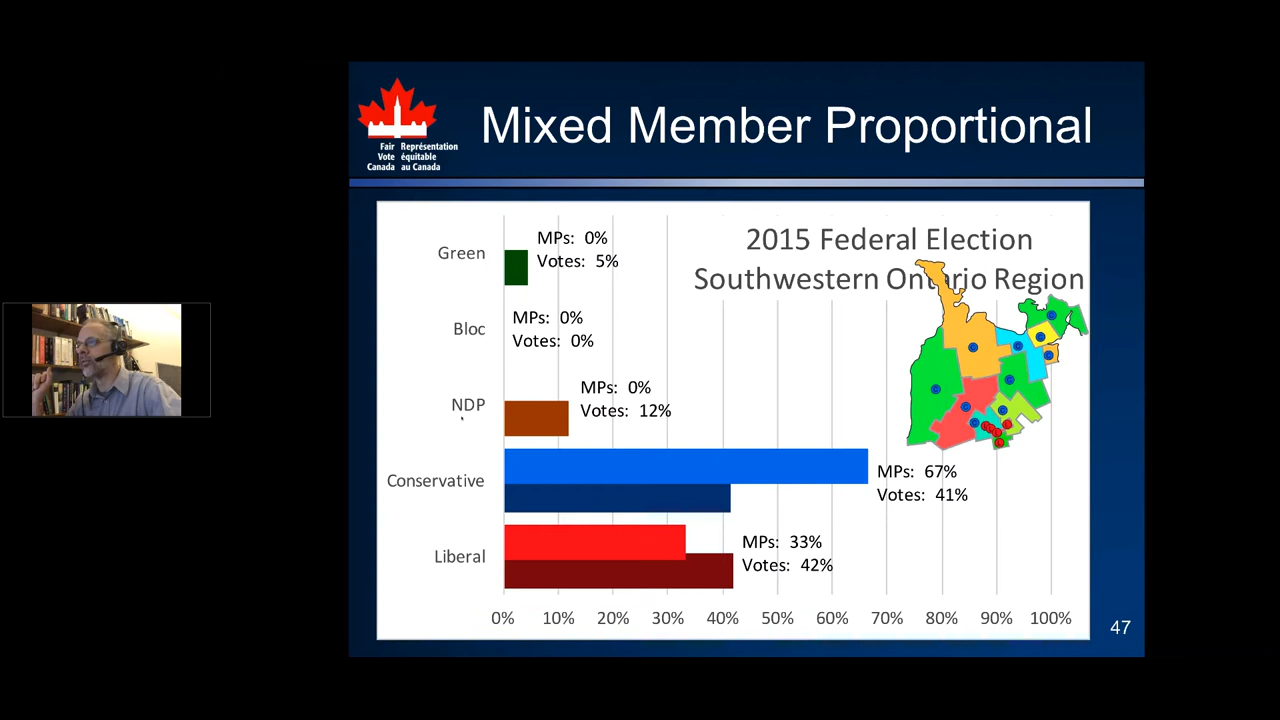 Mixed Member Proportional
Fair Représentation
Vote équitable
Canada au Canada
2015 Federal Election
Southwestern Ontario Region
Green
MPs: 0%
Votes: 5%
Bloc
MPs: 0%
Votes: 0%
NDP
MPs: 0%
Votes: 12%
Conservative
MPs: 67%
Votes: 41%
Liberal
MPs: 33%
Votes: 42%
0% 10% 20% 30% 40% 50% 60% 70% 80% 90% 100%
47